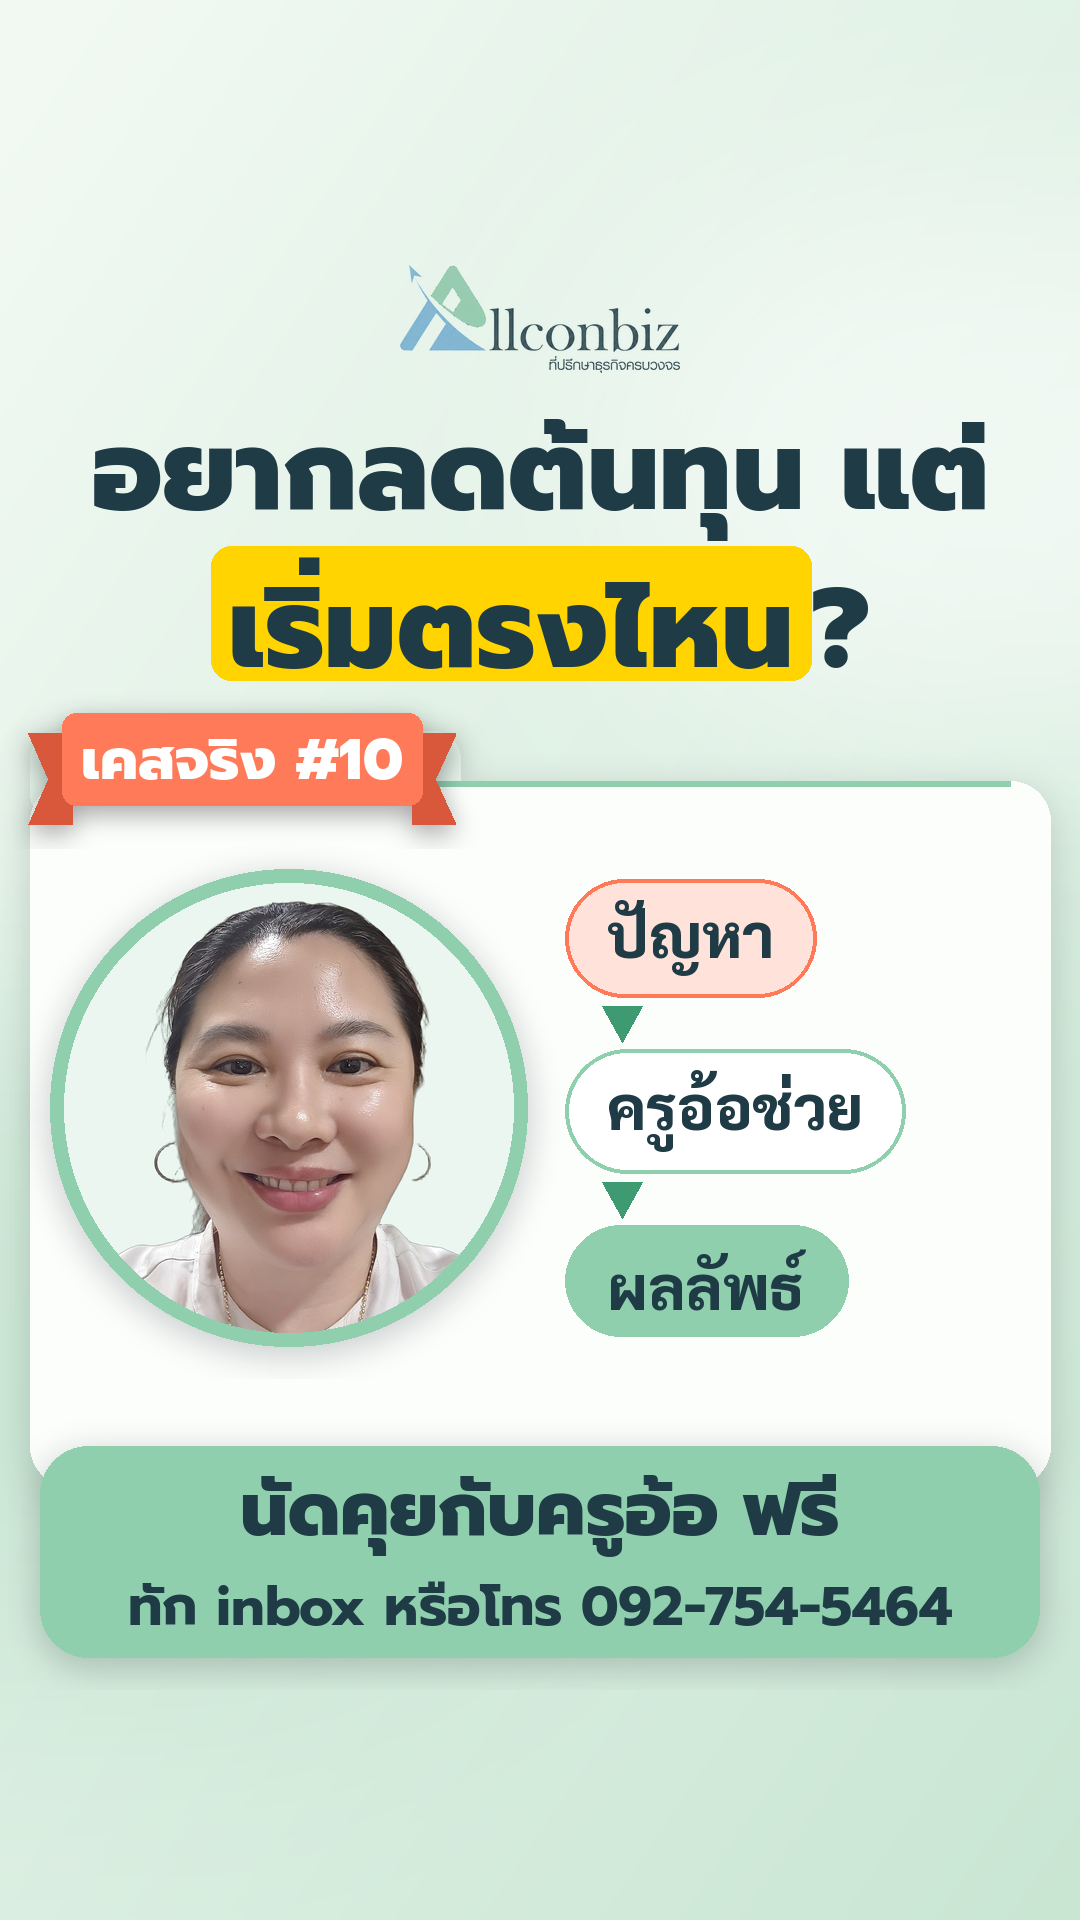 Allconbiz
ที่ปรึกษาธุรกิจครบวงจร
อยากลดต้นทุน แต่
เริ่มตรงไหน?
เคสจริง #10
ปัญหา
ครูอ้อช่วย
ผลลัพธ์
นัดคุยกับครูอ้อ ฟรี
ทัก inbox หรือโทร 092-754-5464